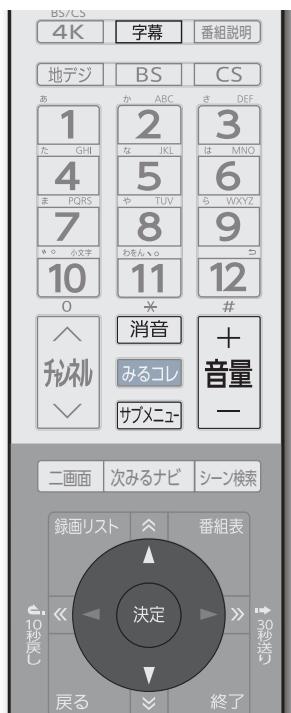 BS/CS
4K 字幕 番組説明
地デジ BS CS
あ か ABC さ DEF
1 2 3
た GHI な JKL は MNO
4 5 6
ま PQRS や TUV ら WXYZ
7 8 9
゛゜ 小文字 わをん、。
10 11 12
0 * #
消音
チャンネル みるコレ + 音量 −
サブメニュー
二画面 次みるナビ シーン検索
録画リスト 番組表
10秒戻し 決定 30秒送り
戻る 終了